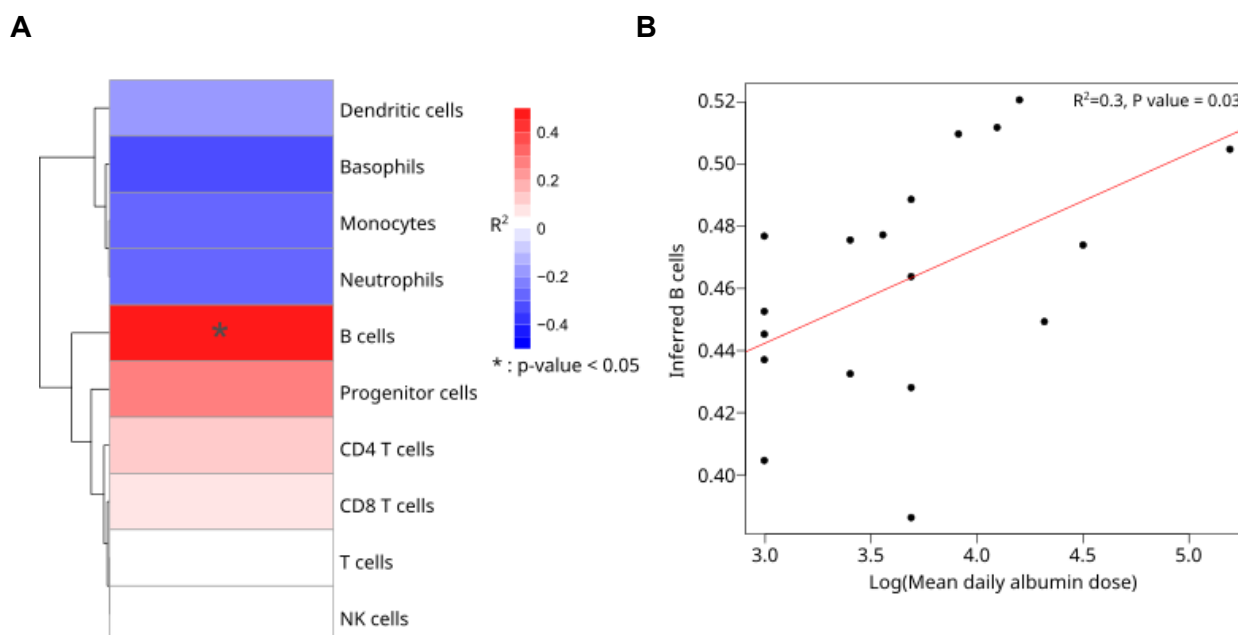 A
Dendritic cells
Basophils
Monocytes
Neutrophils
B cells
Progenitor cells
CD4 T cells
CD8 T cells
T cells
NK cells
R²
0.4
0.2
0
−0.2
−0.4
* 
* : p-value < 0.05
B
R²=0.3, P value = 0.03
0.52
0.50
0.48
0.46
0.44
0.42
0.40
Inferred B cells
3.0 3.5 4.0 4.5 5.0
Log(Mean daily albumin dose)